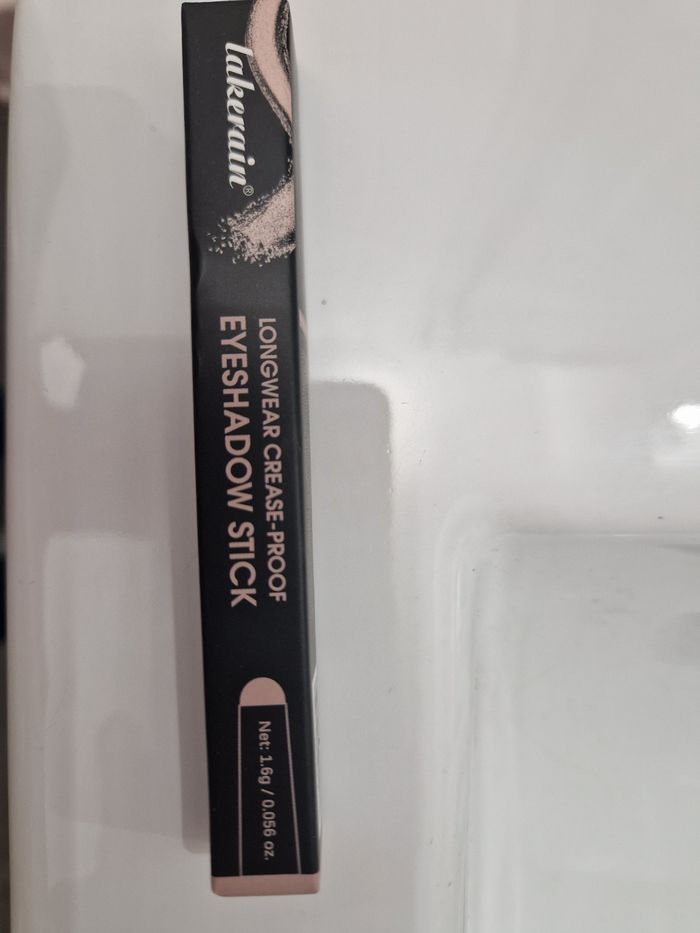 lakerain®
LONGWEAR CREASE-PROOF
EYESHADOW STICK
Net: 1.6g / 0.056 oz.